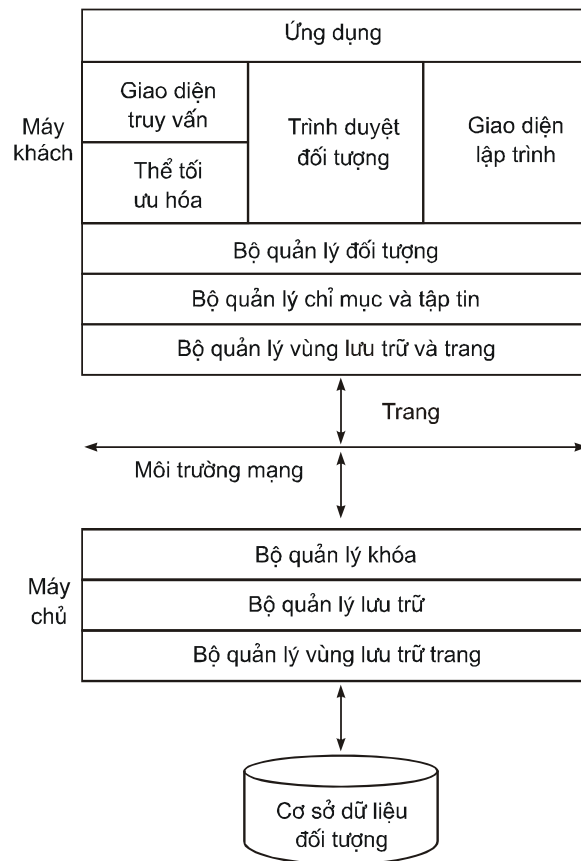 Ứng dụng
Giao diện
truy vấn
Thể tối
ưu hóa
Trình duyệt
đối tượng
Giao diện
lập trình
Máy
khách
Bộ quản lý đối tượng
Bộ quản lý chỉ mục và tập tin
Bộ quản lý vùng lưu trữ và trang
Trang
Môi trường mạng
Bộ quản lý khóa
Máy
chủ
Bộ quản lý lưu trữ
Bộ quản lý vùng lưu trữ trang
Cơ sở dữ liệu
đối tượng